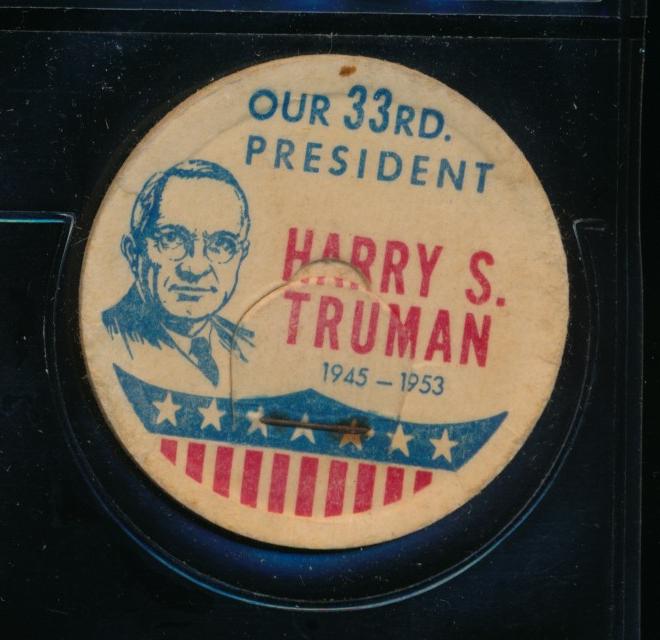 OUR 33RD.
PRESIDENT
HARRY S.
TRUMAN
1945 – 1953